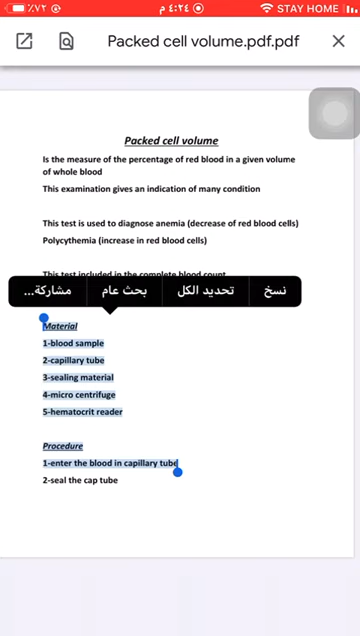 ٪٧٢
٤:٢٤ م
STAY HOME
Packed cell volume.pdf.pdf
Packed cell volume
Is the measure of the percentage of red blood in a given volume
of whole blood
This examination gives an indication of many condition
This test is used to diagnose anemia (decrease of red blood cells)
Polycythemia (increase in red blood cells)
This test included in the complete blood count
نسخ
تحديد الكل
بحث عام
مشاركة...
Material
1-blood sample
2-capillary tube
3-sealing material
4-micro centrifuge
5-hematocrit reader
Procedure
1-enter the blood in capillary tube
2-seal the cap tube